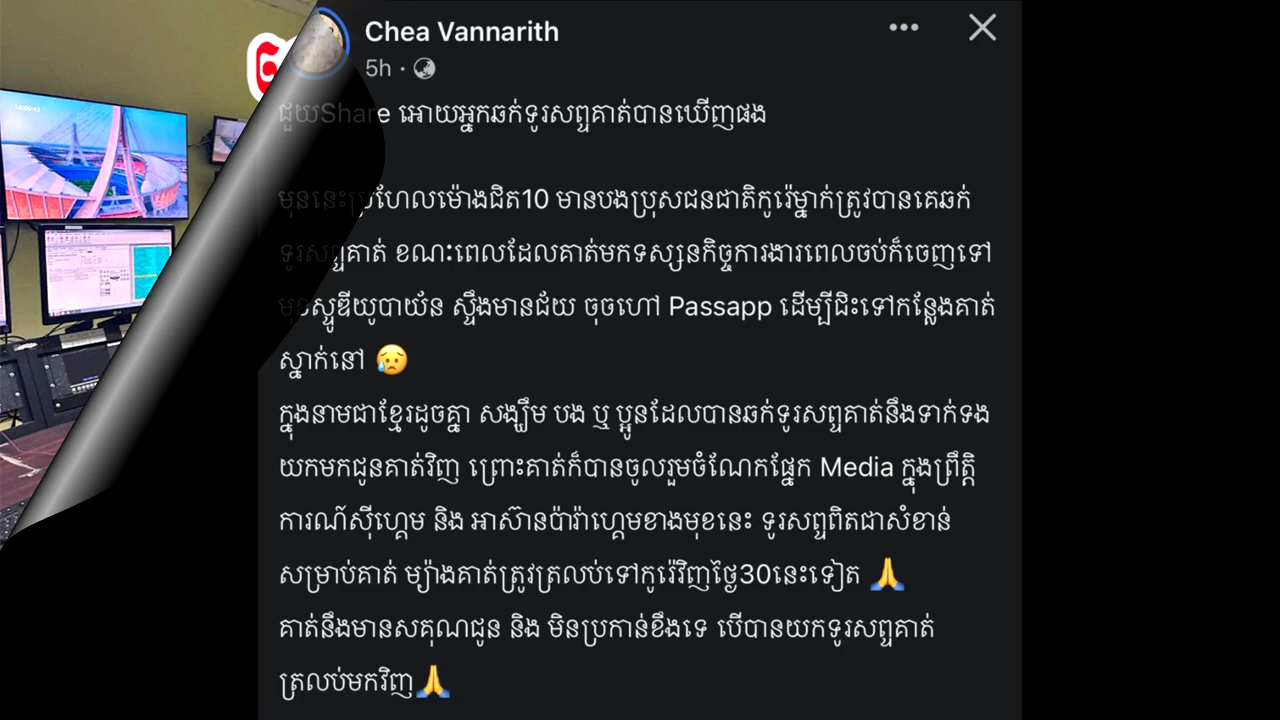 Chea Vannarith
5h ·
ជួយShare អោយអ្នកឆក់ទូរសព្ទគាត់បានឃើញផង
មុននេះប្រហែលម៉ោងជិត10 មានបងប្រុសជនជាតិកូរ៉េម្នាក់ត្រូវបានគេឆក់
ទូរសព្ទគាត់ ខណៈពេលដែលគាត់មកទស្សនកិច្ចការងារពេលចប់ក៏ចេញទៅ
មុខស្ទូឌីយូបាយ័ន ស្ទឹងមានជ័យ ចុចហៅ Passapp ដើម្បីជិះទៅកន្លែងគាត់
ស្នាក់នៅ 😥
ក្នុងនាមជាខ្មែរដូចគ្នា សង្ឃឹម បង ឬ ប្អូនដែលបានឆក់ទូរសព្ទគាត់នឹងទាក់ទង
យកមកជូនគាត់វិញ ព្រោះគាត់ក៏បានចូលរួមចំណែកផ្នែក Media ក្នុងព្រឹត្តិ
ការណ៍ស៊ីហ្គេម និង អាស៊ានប៉ារ៉ាហ្គេមខាងមុខនេះ ទូរសព្ទពិតជាសំខាន់
សម្រាប់គាត់ ម្យ៉ាងគាត់ត្រូវត្រលប់ទៅកូរ៉េវិញថ្ងៃ30នេះទៀត 🙏
គាត់នឹងមានសគុណជូន និង មិនប្រកាន់ខឹងទេ បើបានយកទូរសព្ទគាត់
ត្រលប់មកវិញ🙏